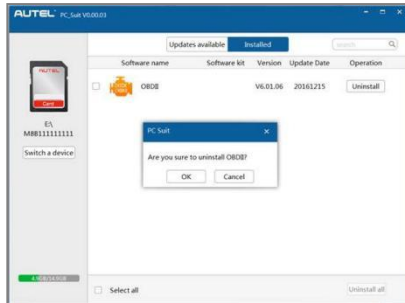 AUTEL PC_Suit V0.00.03
Updates available Installed
search
Software name Software kit Version Update Date Operation
AUTEL
Card
OBDⅡ V6.01.06 20161215 Uninstall
E:\
M8B111111111
Switch a device
PC Suit ×
Are you sure to uninstall OBDⅡ?
OK Cancel
Select all Uninstall all